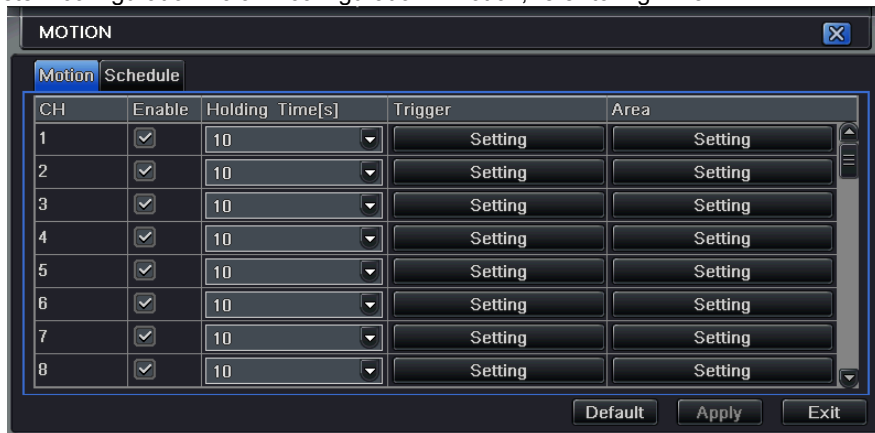 MOTION
Motion Schedule
CH Enable Holding Time[s] Trigger Area
1 10 Setting Setting
2 10 Setting Setting
3 10 Setting Setting
4 10 Setting Setting
5 10 Setting Setting
6 10 Setting Setting
7 10 Setting Setting
8 10 Setting Setting
Default Apply Exit